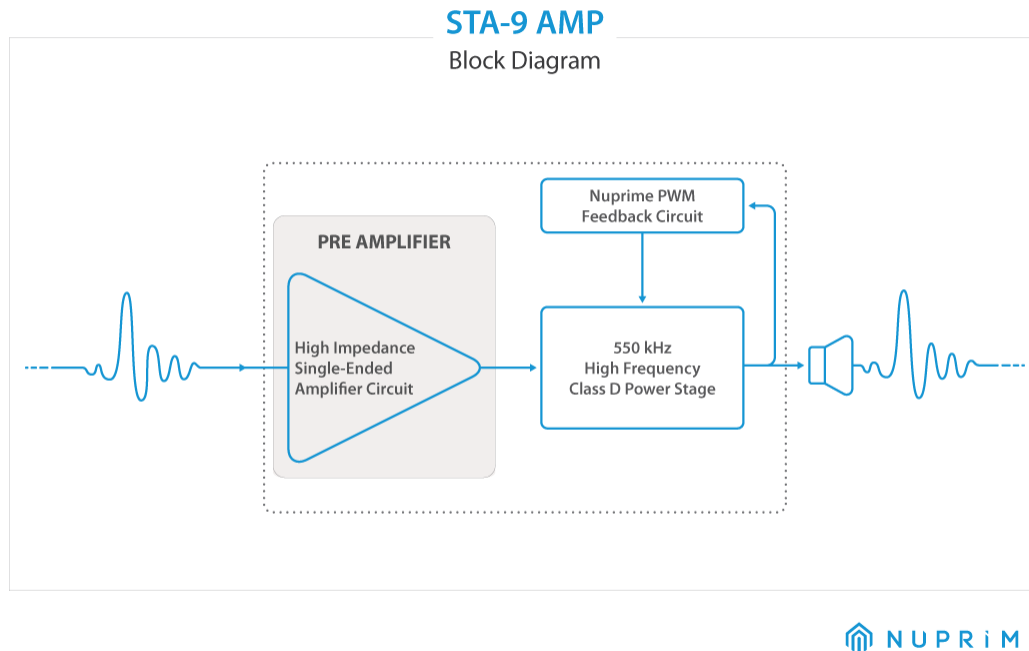 STA-9 AMP
Block Diagram
Nuprime PWM
Feedback Circuit
PRE AMPLIFIER
High Impedance
Single-Ended
Amplifier Circuit
550 kHz
High Frequency
Class D Power Stage
NUPRiM